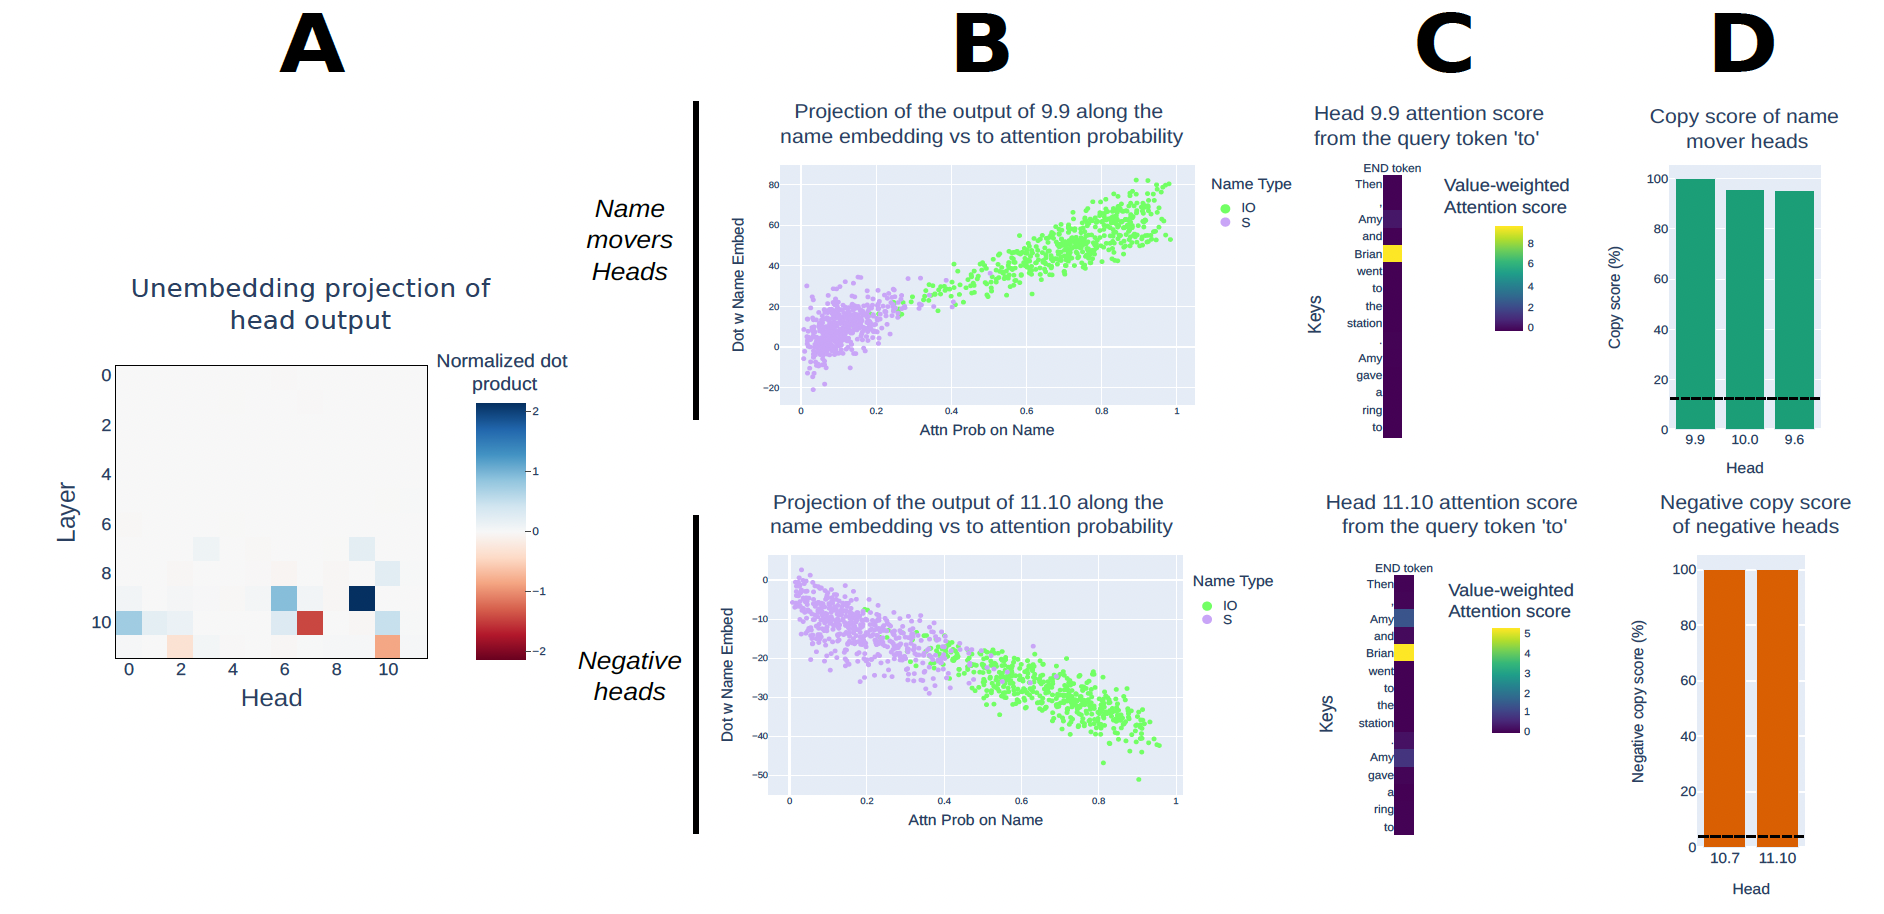 A
B
C
D
Unembedding projection of
head output
Normalized dot
product
Layer
0
2
4
6
8
10
0
2
4
6
8
10
Head
2
1
0
−1
−2
Name
movers
Heads
Projection of the output of 9.9 along the
name embedding vs to attention probability
Dot w Name Embed
80
60
40
20
0
−20
0
0.2
0.4
0.6
0.8
1
Attn Prob on Name
Name Type
IO
S
Head 9.9 attention score
from the query token 'to'
END token
Keys
Then
,
Amy
and
Brian
went
to
the
station
.
Amy
gave
a
ring
to
Value-weighted
Attention score
8
6
4
2
0
Copy score of name
mover heads
Copy score (%)
100
80
60
40
20
0
9.9
10.0
9.6
Head
Negative
heads
Projection of the output of 11.10 along the
name embedding vs to attention probability
Dot w Name Embed
0
−10
−20
−30
−40
−50
0
0.2
0.4
0.6
0.8
1
Attn Prob on Name
Name Type
IO
S
Head 11.10 attention score
from the query token 'to'
END token
Keys
Then
,
Amy
and
Brian
went
to
the
station
.
Amy
gave
a
ring
to
Value-weighted
Attention score
5
4
3
2
1
0
Negative copy score
of negative heads
Negative copy score (%)
100
80
60
40
20
0
10.7
11.10
Head